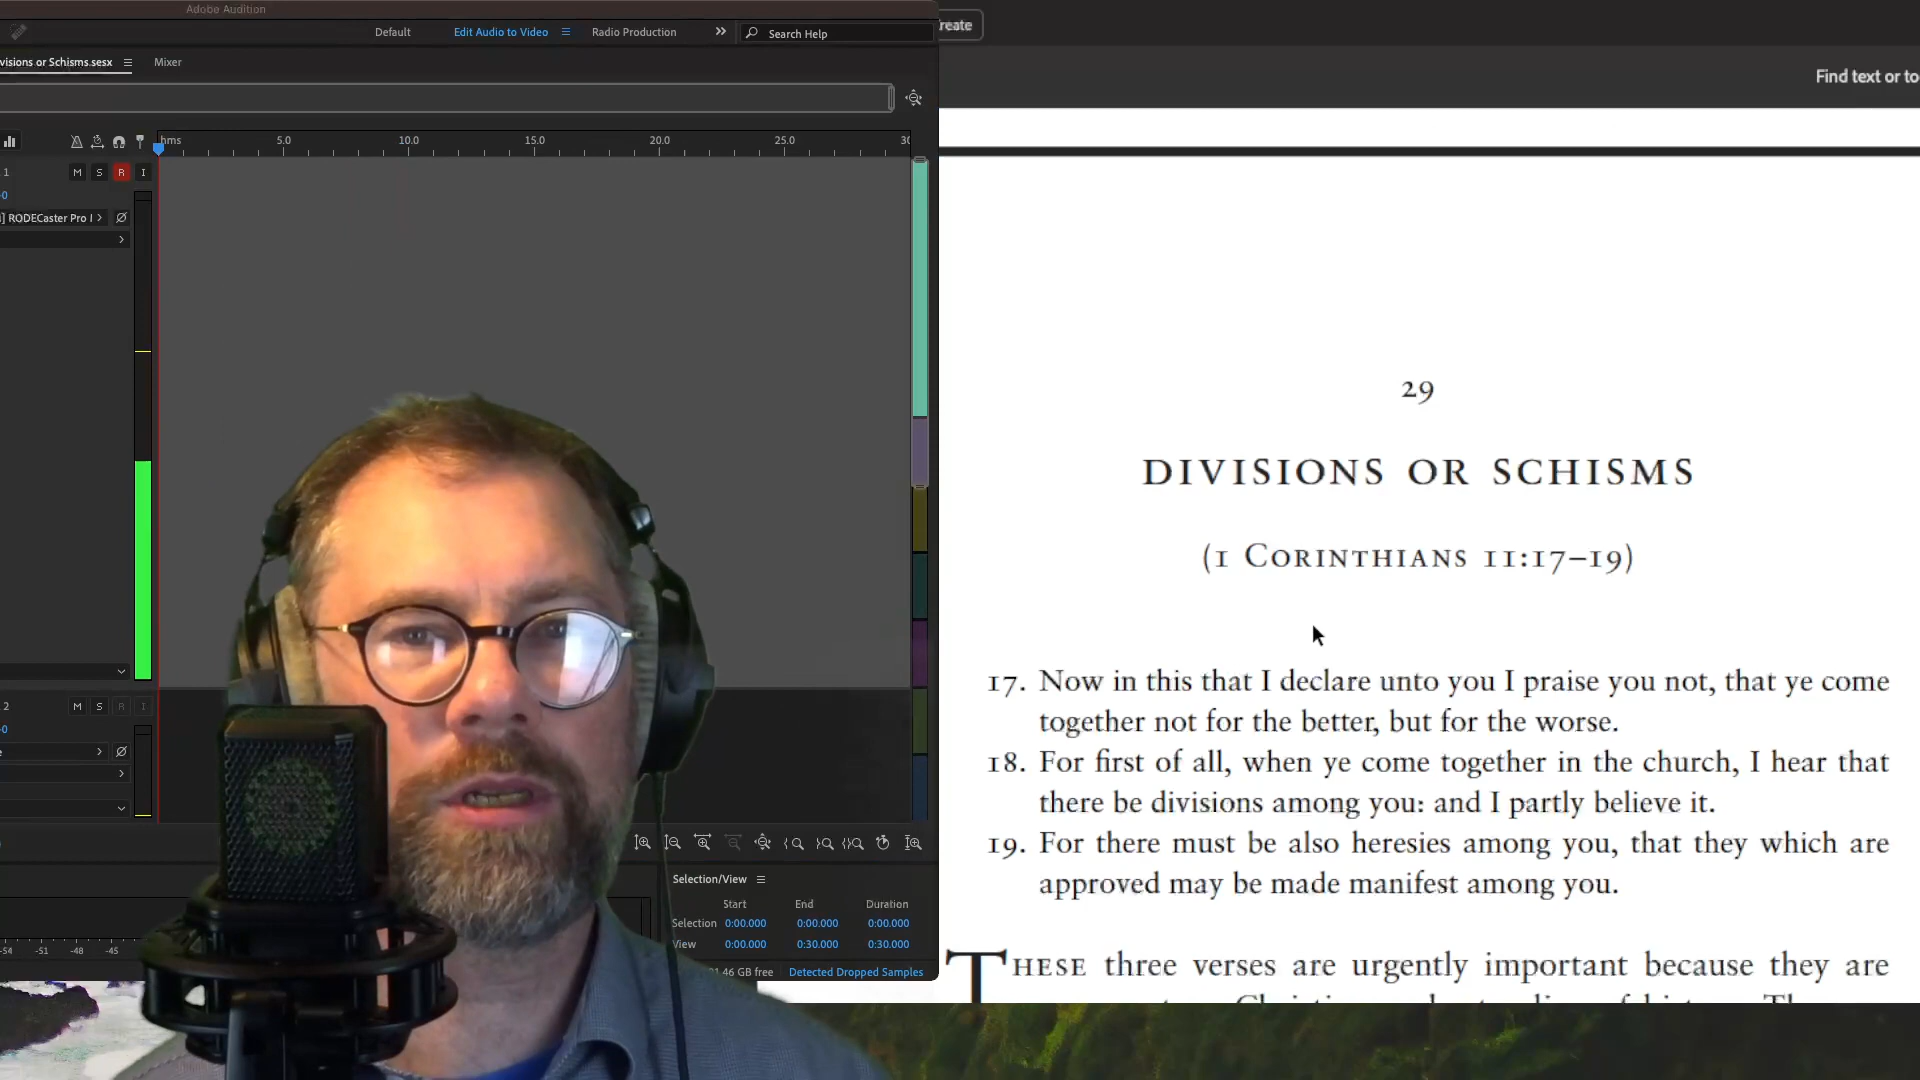 Adobe Audition
Default
Edit Audio to Video
Radio Production
Search Help
visions or Schisms.sesx
Mixer
hms
5.0
10.0
15.0
20.0
25.0
30
1
M
S
R
I
-0
] RODECaster Pro I
2
M
S
R
I
-0
-54
-51
-48
-45
Selection/View
Start
End
Duration
Selection
0:00.000
0:00.000
0:00.000
View
0:00.000
0:30.000
0:30.000
1.46 GB free
Detected Dropped Samples
reate
Find text or to
29
DIVISIONS OR SCHISMS
(1 CORINTHIANS 11:17–19)
17. Now in this that I declare unto you I praise you not, that ye come
together not for the better, but for the worse.
18. For first of all, when ye come together in the church, I hear that
there be divisions among you: and I partly believe it.
19. For there must be also heresies among you, that they which are
approved may be made manifest among you.
THESE three verses are urgently important because they are